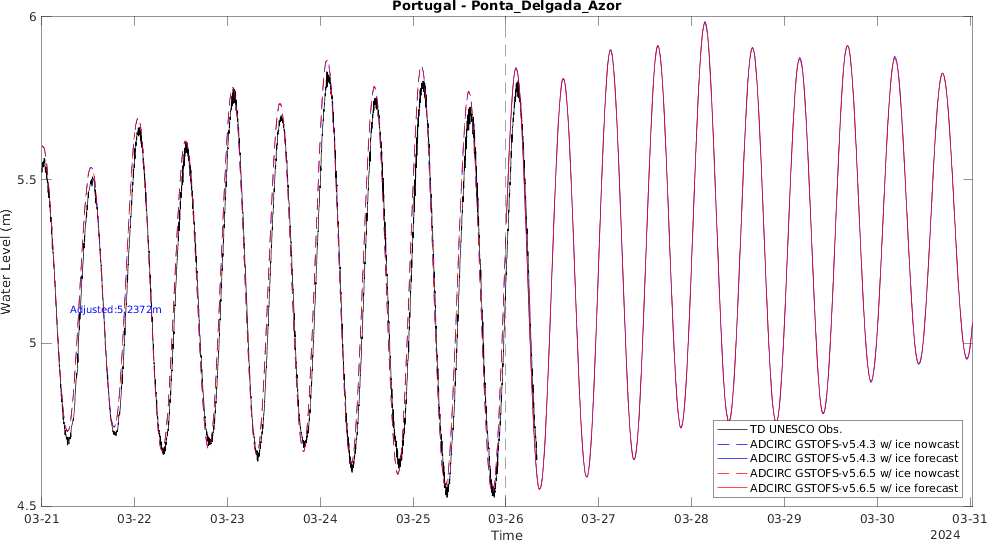 Portugal - Ponta_Delgada_Azor
6
5.5
5
4.5
Water Level (m)
Adjusted:5.2372m
TD UNESCO Obs.
ADCIRC GSTOFS-v5.4.3 w/ ice nowcast
ADCIRC GSTOFS-v5.4.3 w/ ice forecast
ADCIRC GSTOFS-v5.6.5 w/ ice nowcast
ADCIRC GSTOFS-v5.6.5 w/ ice forecast
03-21 03-22 03-23 03-24 03-25 03-26 03-27 03-28 03-29 03-30 03-31
Time
2024